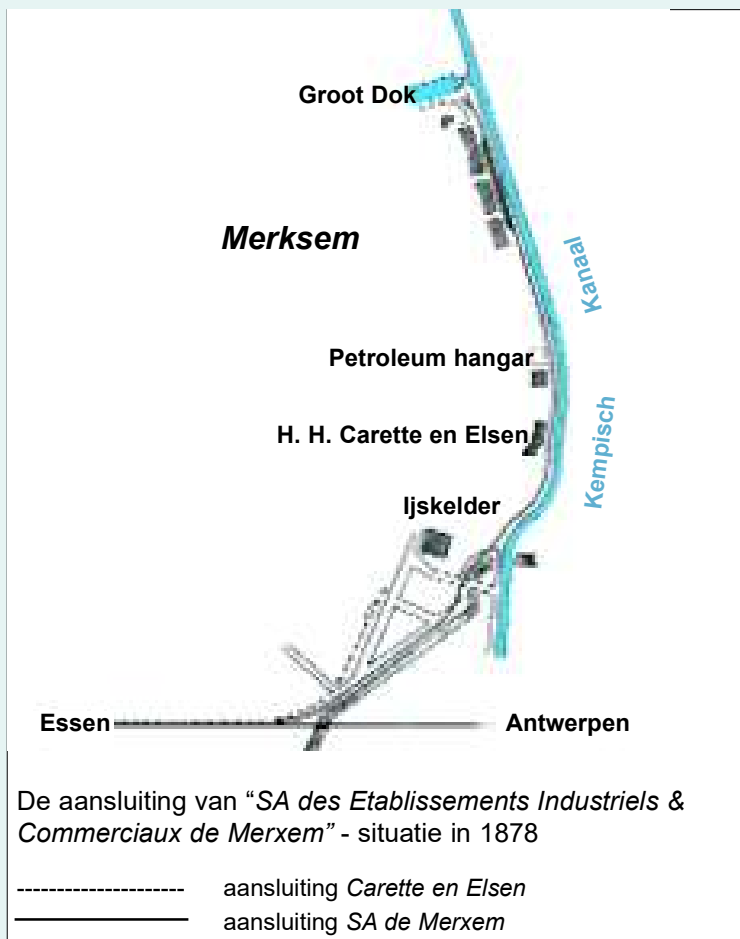 Groot Dok
Merksem
Kanaal
Petroleum hangar
Kempisch
H. H. Carette en Elsen
Ijskelder
Essen
Antwerpen
De aansluiting van “SA des Etablissements Industriels &
Commerciaux de Merxem” - situatie in 1878
aansluiting Carette en Elsen
aansluiting SA de Merxem